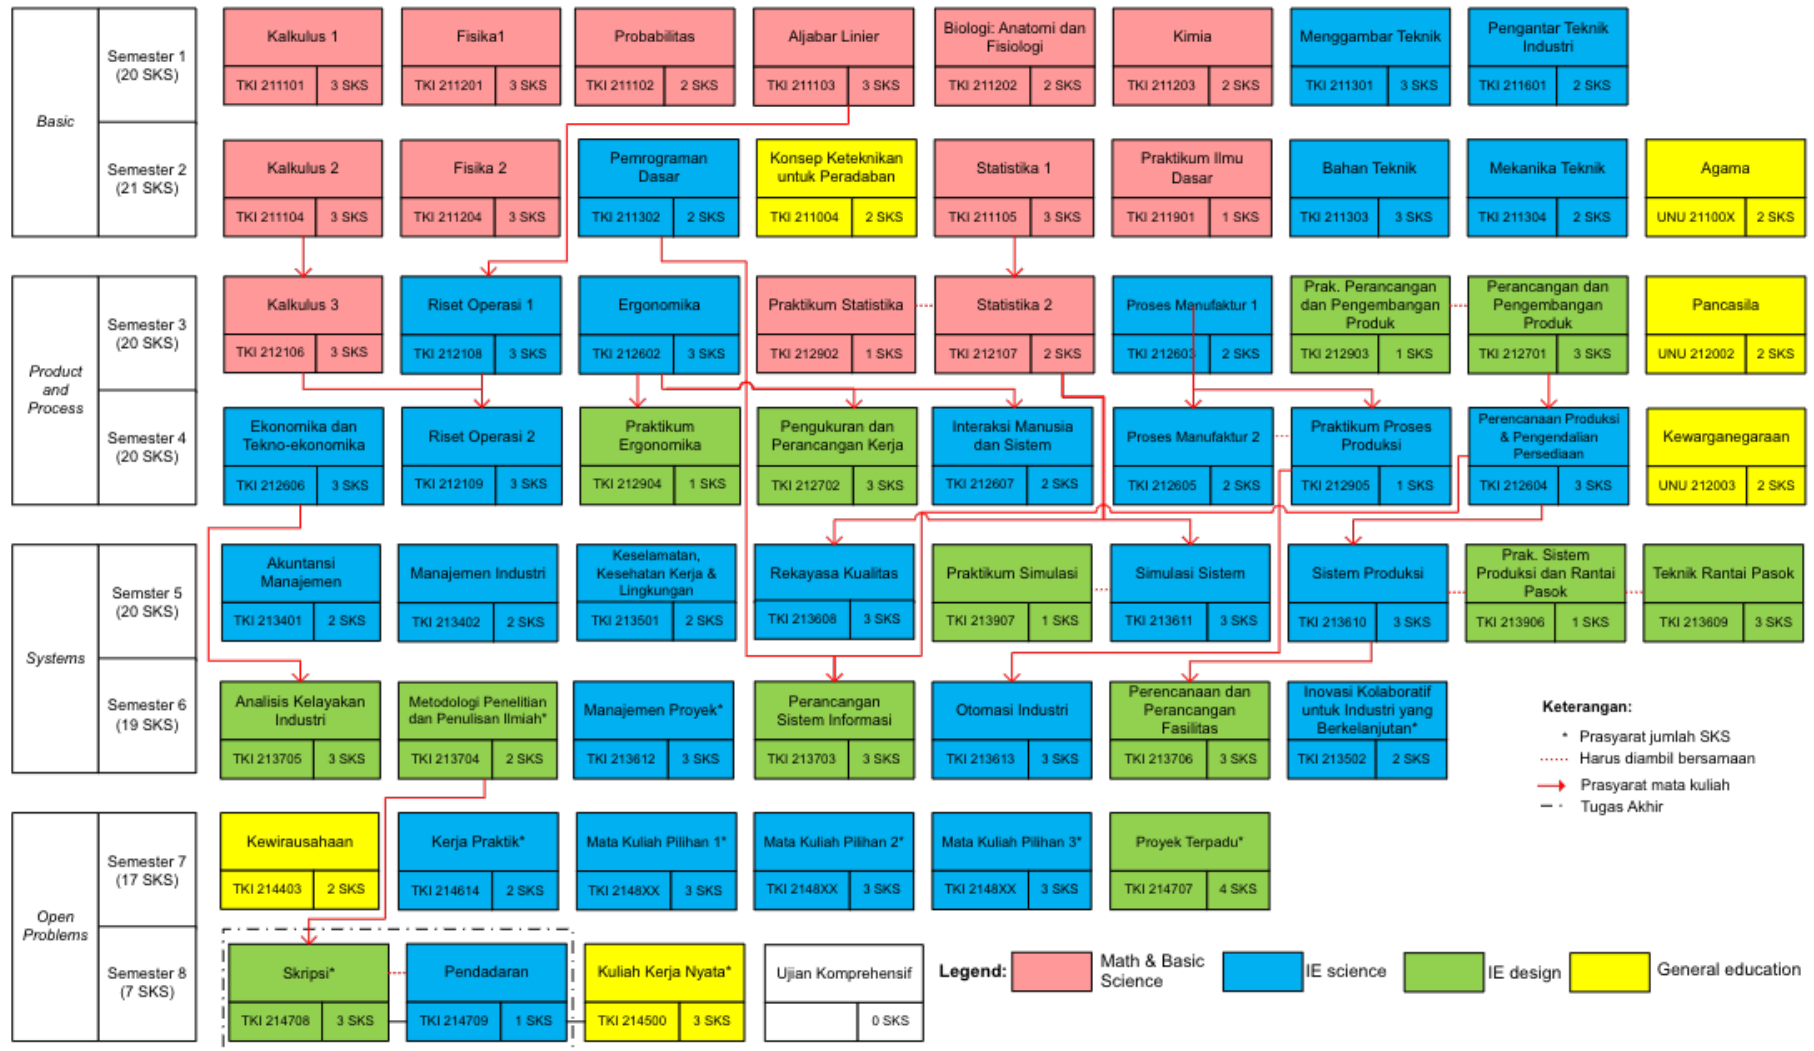 Basic
Semester 1
(20 SKS)
Kalkulus 1
TKI 211101 3 SKS
Fisika1
TKI 211201 3 SKS
Probabilitas
TKI 211102 2 SKS
Aljabar Linier
TKI 211103 3 SKS
Biologi: Anatomi dan
Fisiologi
TKI 211202 2 SKS
Kimia
TKI 211203 2 SKS
Menggambar Teknik
TKI 211301 3 SKS
Pengantar Teknik
Industri
TKI 211601 2 SKS
Semester 2
(21 SKS)
Kalkulus 2
TKI 211104 3 SKS
Fisika 2
TKI 211204 3 SKS
Pemrograman
Dasar
TKI 211302 2 SKS
Konsep Keteknikan
untuk Peradaban
TKI 211004 2 SKS
Statistika 1
TKI 211105 3 SKS
Praktikum Ilmu
Dasar
TKI 211901 1 SKS
Bahan Teknik
TKI 211303 3 SKS
Mekanika Teknik
TKI 211304 2 SKS
Agama
UNU 21100X 2 SKS
Product
and
Process
Semester 3
(20 SKS)
Kalkulus 3
TKI 212106 3 SKS
Riset Operasi 1
TKI 212108 3 SKS
Ergonomika
TKI 212602 3 SKS
Praktikum Statistika
TKI 212902 1 SKS
Statistika 2
TKI 212107 2 SKS
Proses Manufaktur 1
TKI 212603 2 SKS
Prak. Perancangan
dan Pengembangan
Produk
TKI 212903 1 SKS
Perancangan dan
Pengembangan
Produk
TKI 212701 3 SKS
Pancasila
UNU 212002 2 SKS
Semester 4
(20 SKS)
Ekonomika dan
Tekno-ekonomika
TKI 212606 3 SKS
Riset Operasi 2
TKI 212109 3 SKS
Praktikum
Ergonomika
TKI 212904 1 SKS
Pengukuran dan
Perancangan Kerja
TKI 212702 3 SKS
Interaksi Manusia
dan Sistem
TKI 212607 2 SKS
Proses Manufaktur 2
TKI 212605 2 SKS
Praktikum Proses
Produksi
TKI 212905 1 SKS
Perencanaan Produksi
& Pengendalian
Persediaan
TKI 212604 3 SKS
Kewarganegaraan
UNU 212003 2 SKS
Systems
Semster 5
(20 SKS)
Akuntansi
Manajemen
TKI 213401 2 SKS
Manajemen Industri
TKI 213402 2 SKS
Keselamatan,
Kesehatan Kerja &
Lingkungan
TKI 213501 2 SKS
Rekayasa Kualitas
TKI 213608 3 SKS
Praktikum Simulasi
TKI 213907 1 SKS
Simulasi Sistem
TKI 213611 3 SKS
Sistem Produksi
TKI 213610 3 SKS
Prak. Sistem
Produksi dan Rantai
Pasok
TKI 213906 1 SKS
Teknik Rantai Pasok
TKI 213609 3 SKS
Semester 6
(19 SKS)
Analisis Kelayakan
Industri
TKI 213705 3 SKS
Metodologi Penelitian
dan Penulisan Ilmiah*
TKI 213704 2 SKS
Manajemen Proyek*
TKI 213612 3 SKS
Perancangan
Sistem Informasi
TKI 213703 3 SKS
Otomasi Industri
TKI 213613 3 SKS
Perencanaan dan
Perancangan
Fasilitas
TKI 213706 3 SKS
Inovasi Kolaboratif
untuk Industri yang
Berkelanjutan*
TKI 213502 2 SKS
Keterangan:
* Prasyarat jumlah SKS
Harus diambil bersamaan
Prasyarat mata kuliah
Tugas Akhir
Open
Problems
Semester 7
(17 SKS)
Kewirausahaan
TKI 214403 2 SKS
Kerja Praktik*
TKI 214614 2 SKS
Mata Kuliah Pilihan 1*
TKI 2148XX 3 SKS
Mata Kuliah Pilihan 2*
TKI 2148XX 3 SKS
Mata Kuliah Pilihan 3*
TKI 2148XX 3 SKS
Proyek Terpadu*
TKI 214707 4 SKS
Semester 8
(7 SKS)
Skripsi*
TKI 214708 3 SKS
Pendadaran
TKI 214709 1 SKS
Kuliah Kerja Nyata*
TKI 214500 3 SKS
Ujian Komprehensif
0 SKS
Legend:
Math & Basic
Science
IE science
IE design
General education